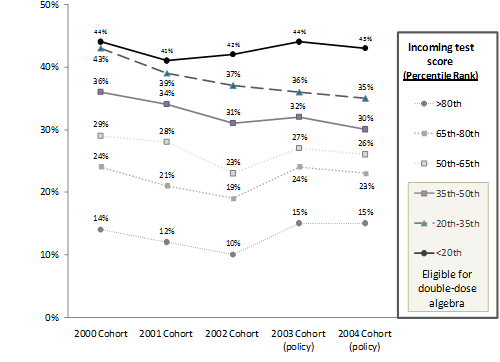 50%
40%
30%
20%
10%
0%
44%
41%
42%
44%
43%
43%
39%
37%
36%
35%
36%
34%
31%
32%
30%
29%
28%
23%
27%
26%
24%
21%
19%
24%
23%
14%
12%
10%
15%
15%
2000 Cohort
2001 Cohort
2002 Cohort
2003 Cohort
(policy)
2004 Cohort
(policy)
Incoming test
score
(Percentile Rank)
>80th
65th-80th
50th-65th
35th-50th
20th-35th
<20th
Eligible for
double-dose
algebra